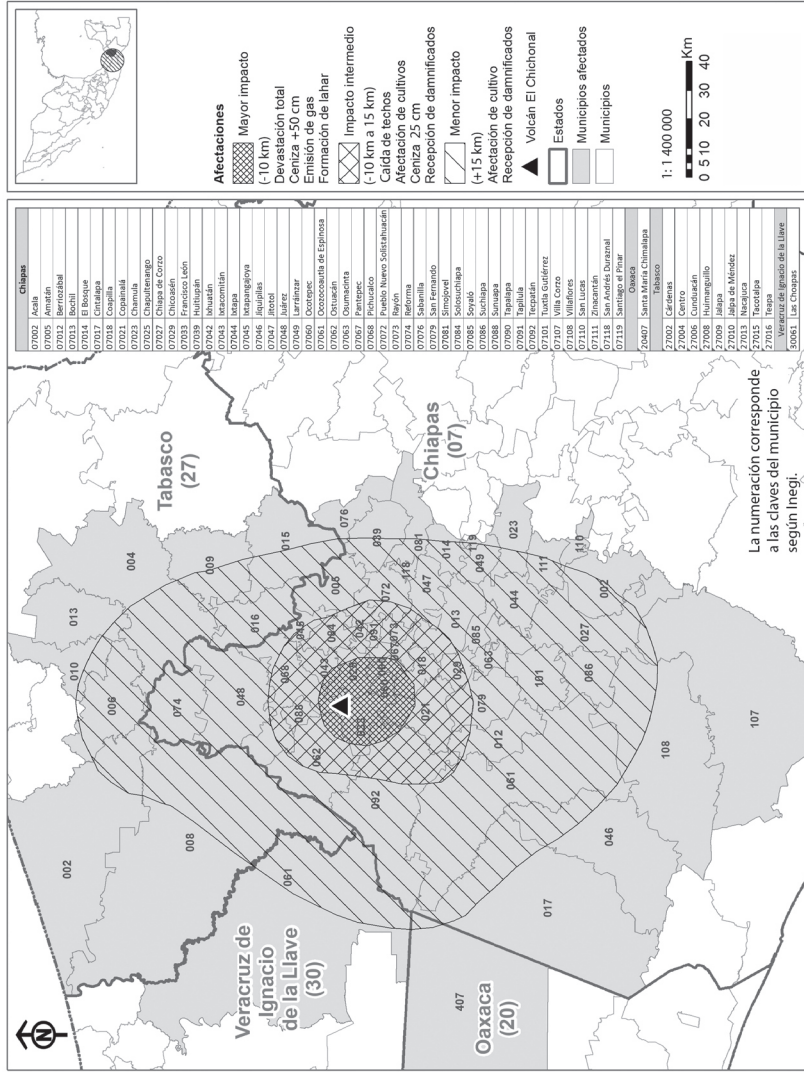 N
Veracruz de
Ignacio
de la Llave
(30)
Oaxaca
(20)
Tabasco
(27)
Chiapas
(07)
002
008
061
407
017
010
013
004
006
009
074
015
016
048
076
005
039
045
068
084
088
043
042
072
081
118
091
073
014
119
023
062
047
049
092
018
021
013
111
110
044
029
085
063
002
079
012
101
027
086
061
046
108
107
La numeración corresponde
a las claves del municipio
según Inegi.
Chiapas
07002 Acala
07005 Amatán
07012 Berriozábal
07013 Bochil
07014 El Bosque
07017 Cintalapa
07018 Coapilla
07021 Copainalá
07023 Chamula
07025 Chapultenango
07027 Chiapa de Corzo
07029 Chicoasén
07033 Francisco León
07039 Huitiupán
07042 Ixhuatán
07043 Ixtacomitán
07044 Ixtapa
07045 Ixtapangajoya
07046 Jiquipilas
07047 Jitotol
07048 Juárez
07049 Larráinzar
07060 Ocotepec
07061 Ocozocoautla de Espinosa
07062 Ostuacán
07063 Osumacinta
07067 Pantepec
07068 Pichucalco
07072 Pueblo Nuevo Solistahuacán
07073 Rayón
07074 Reforma
07076 Sabanilla
07079 San Fernando
07081 Simojovel
07084 Solosuchiapa
07085 Soyaló
07086 Suchiapa
07088 Sunuapa
07090 Tapalapa
07091 Tapilula
07092 Tecpatán
07101 Tuxtla Gutiérrez
07107 Villa Corzo
07108 Villaflores
07110 San Lucas
07111 Zinacantán
07118 San Andrés Duraznal
07119 Santiago el Pinar
Oaxaca
20407 Santa María Chimalapa
Tabasco
27002 Cárdenas
27004 Centro
27006 Cunduacán
27008 Huimanguillo
27009 Jalapa
27010 Jalpa de Méndez
27013 Nacajuca
27015 Tacotalpa
27016 Teapa
Veracruz de Ignacio de la Llave
30061 Las Choapas
Afectaciones
Mayor impacto
(-10 km)
Devastación total
Ceniza +50 cm
Emisión de gas
Formación de lahar
Impacto intermedio
(-10 km a 15 km)
Caída de techos
Afectación de cultivos
Ceniza 25 cm
Recepción de damnificados
Menor impacto
(+15 km)
Afectación de cultivo
Recepción de damnificados
Volcán El Chichonal
Estados
Municipios afectados
Municipios
1: 1 400 000
0 5 10 20 30 40 Km